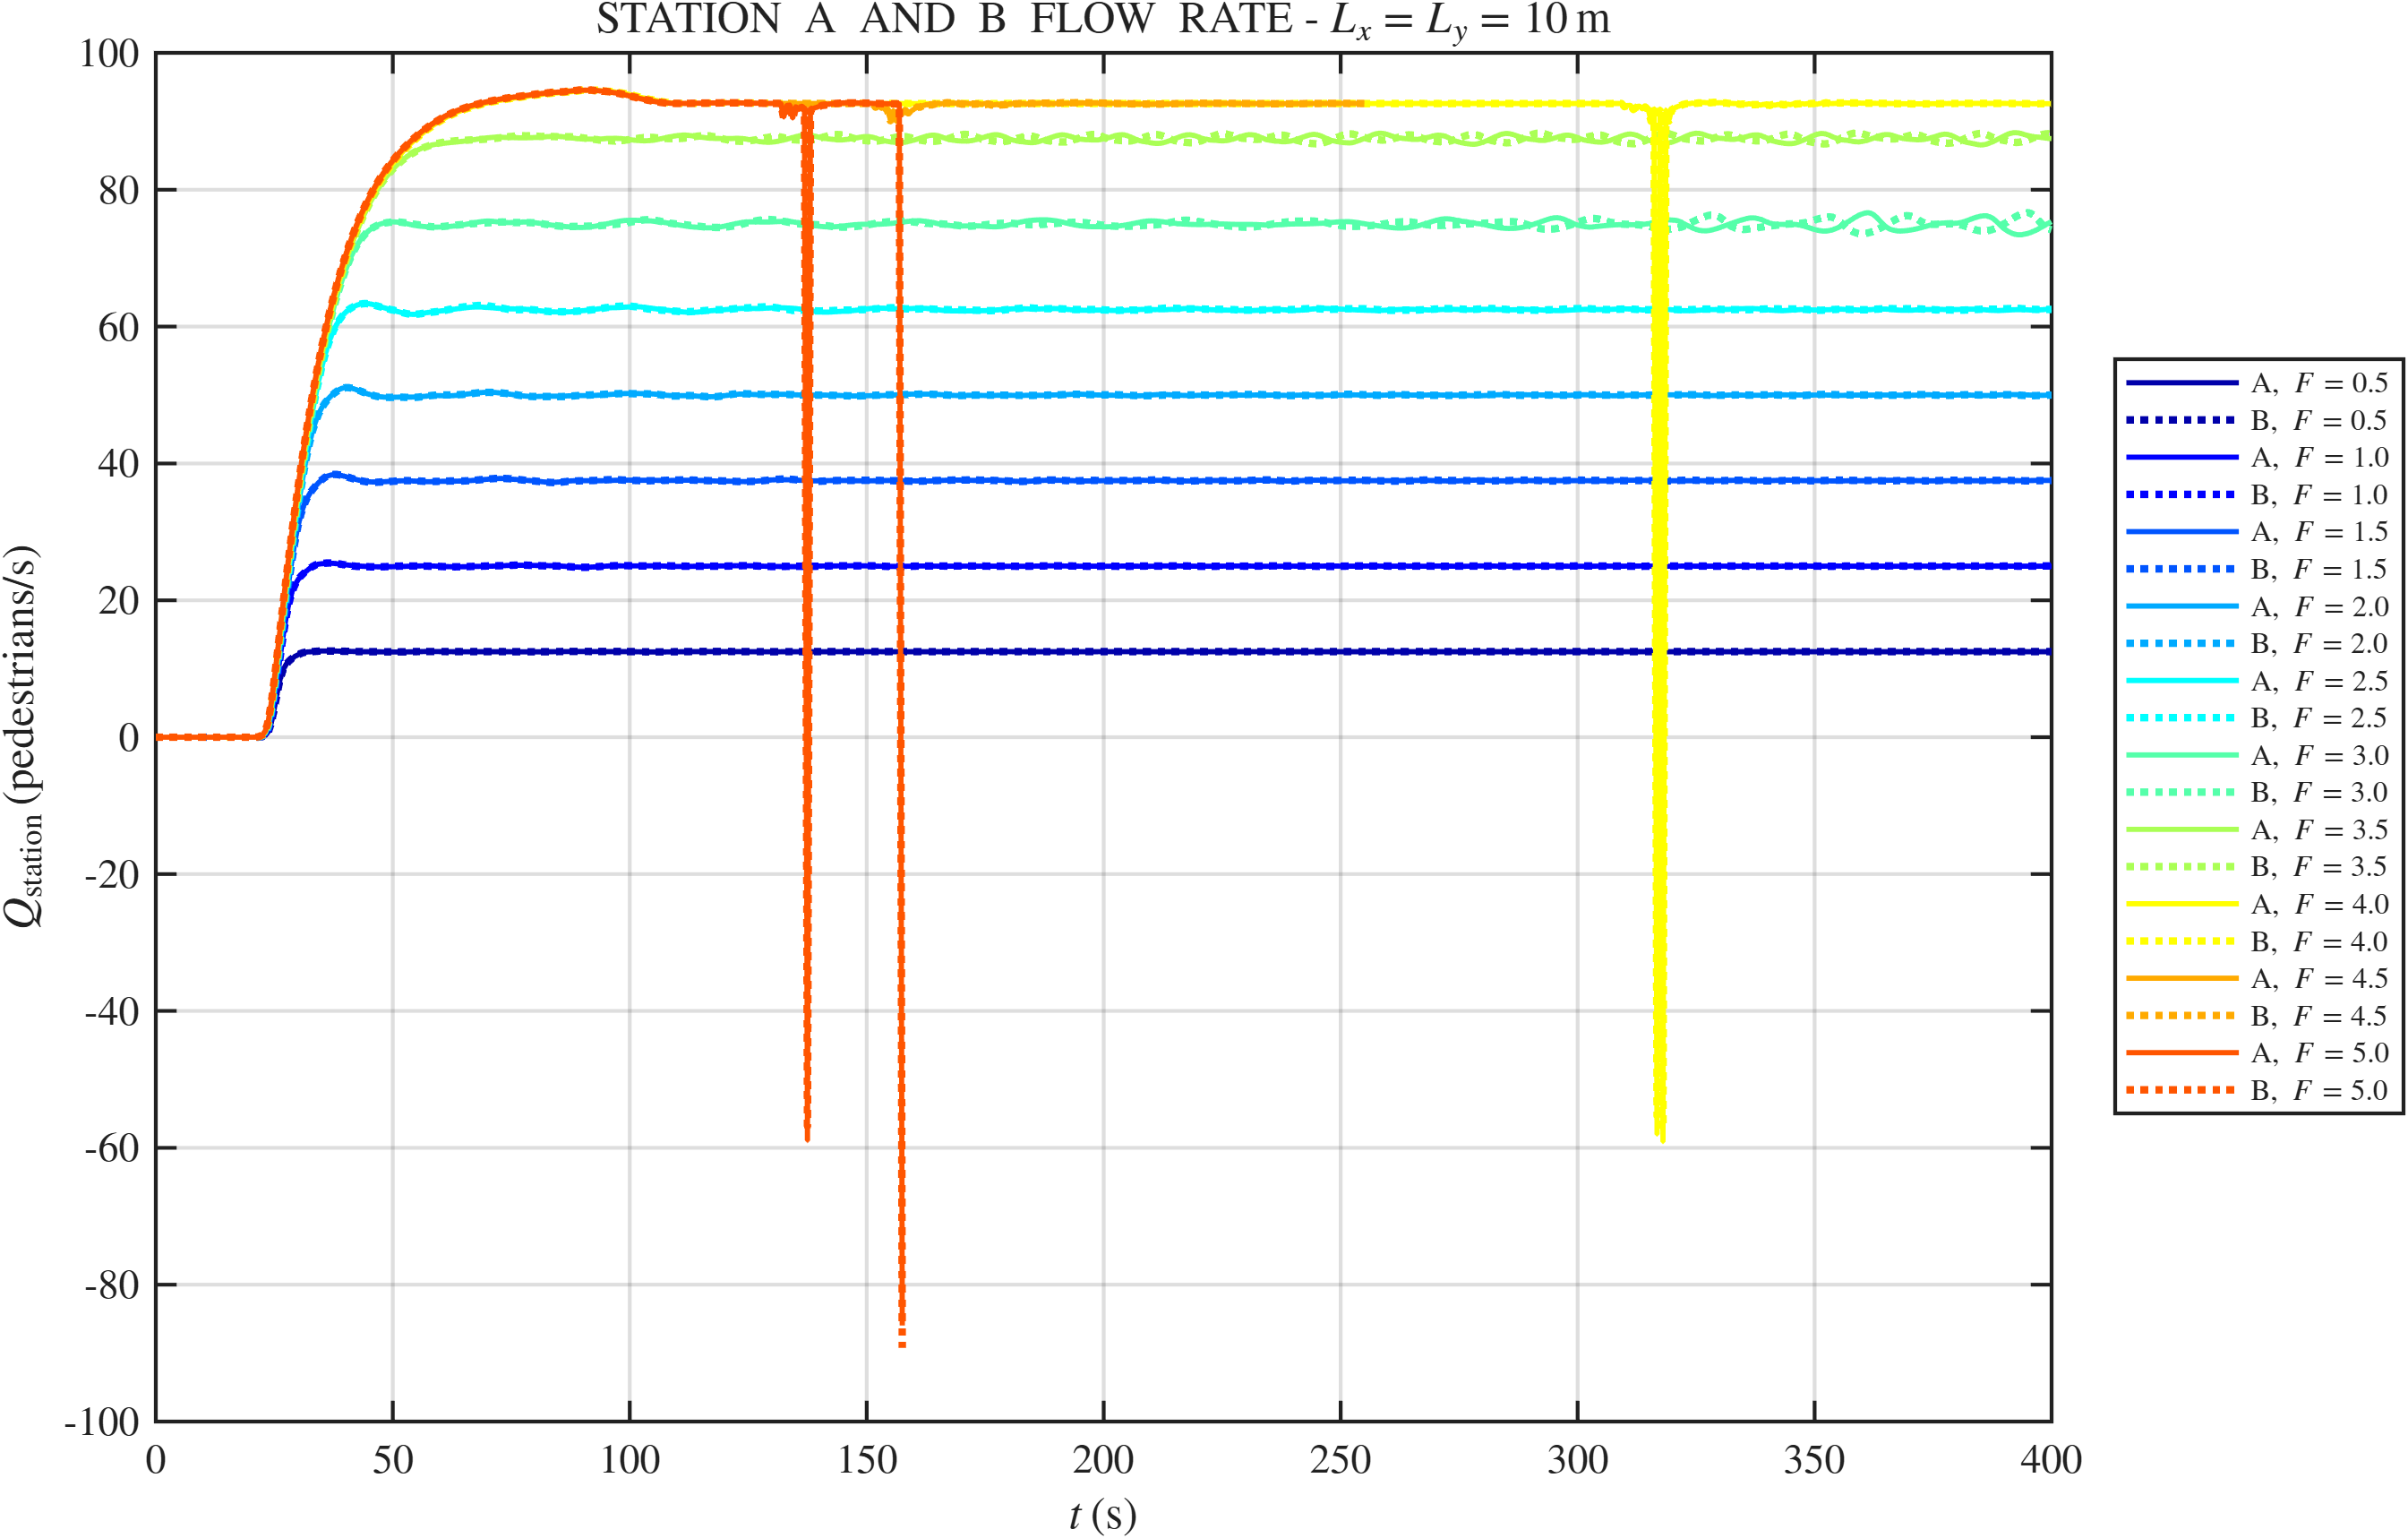 STATION A AND B FLOW RATE - Lx = Ly = 10 m
100
80
60
40
20
0
-20
-40
-60
-80
-100
Qstation (pedestrians/s)
0 50 100 150 200 250 300 350 400
t (s)
A, F = 0.5
B, F = 0.5
A, F = 1.0
B, F = 1.0
A, F = 1.5
B, F = 1.5
A, F = 2.0
B, F = 2.0
A, F = 2.5
B, F = 2.5
A, F = 3.0
B, F = 3.0
A, F = 3.5
B, F = 3.5
A, F = 4.0
B, F = 4.0
A, F = 4.5
B, F = 4.5
A, F = 5.0
B, F = 5.0